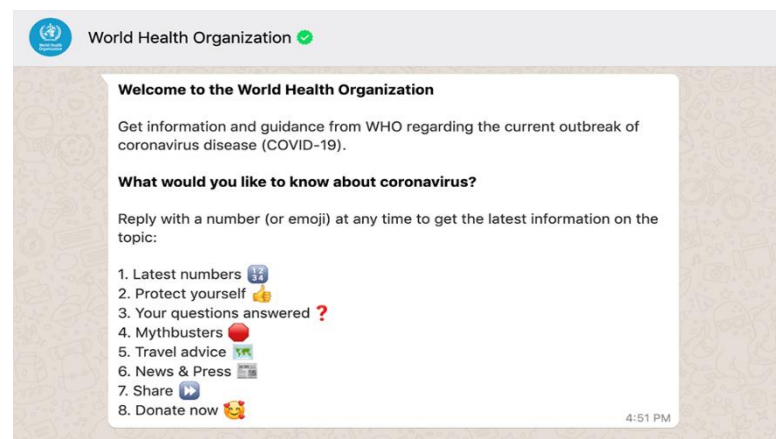 World Health Organization
Welcome to the World Health Organization
Get information and guidance from WHO regarding the current outbreak of
coronavirus disease (COVID-19).
What would you like to know about coronavirus?
Reply with a number (or emoji) at any time to get the latest information on the
topic:
1. Latest numbers 🔢
2. Protect yourself 👍
3. Your questions answered ❓
4. Mythbusters 🛑
5. Travel advice 🗺️
6. News & Press 📰
7. Share ⏩
8. Donate now 🥰
4:51 PM